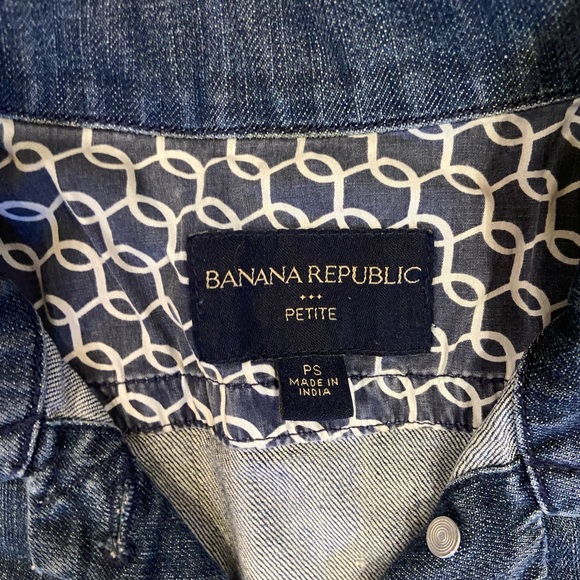 BANANA REPUBLIC
+++
PETITE
PS
MADE IN
INDIA